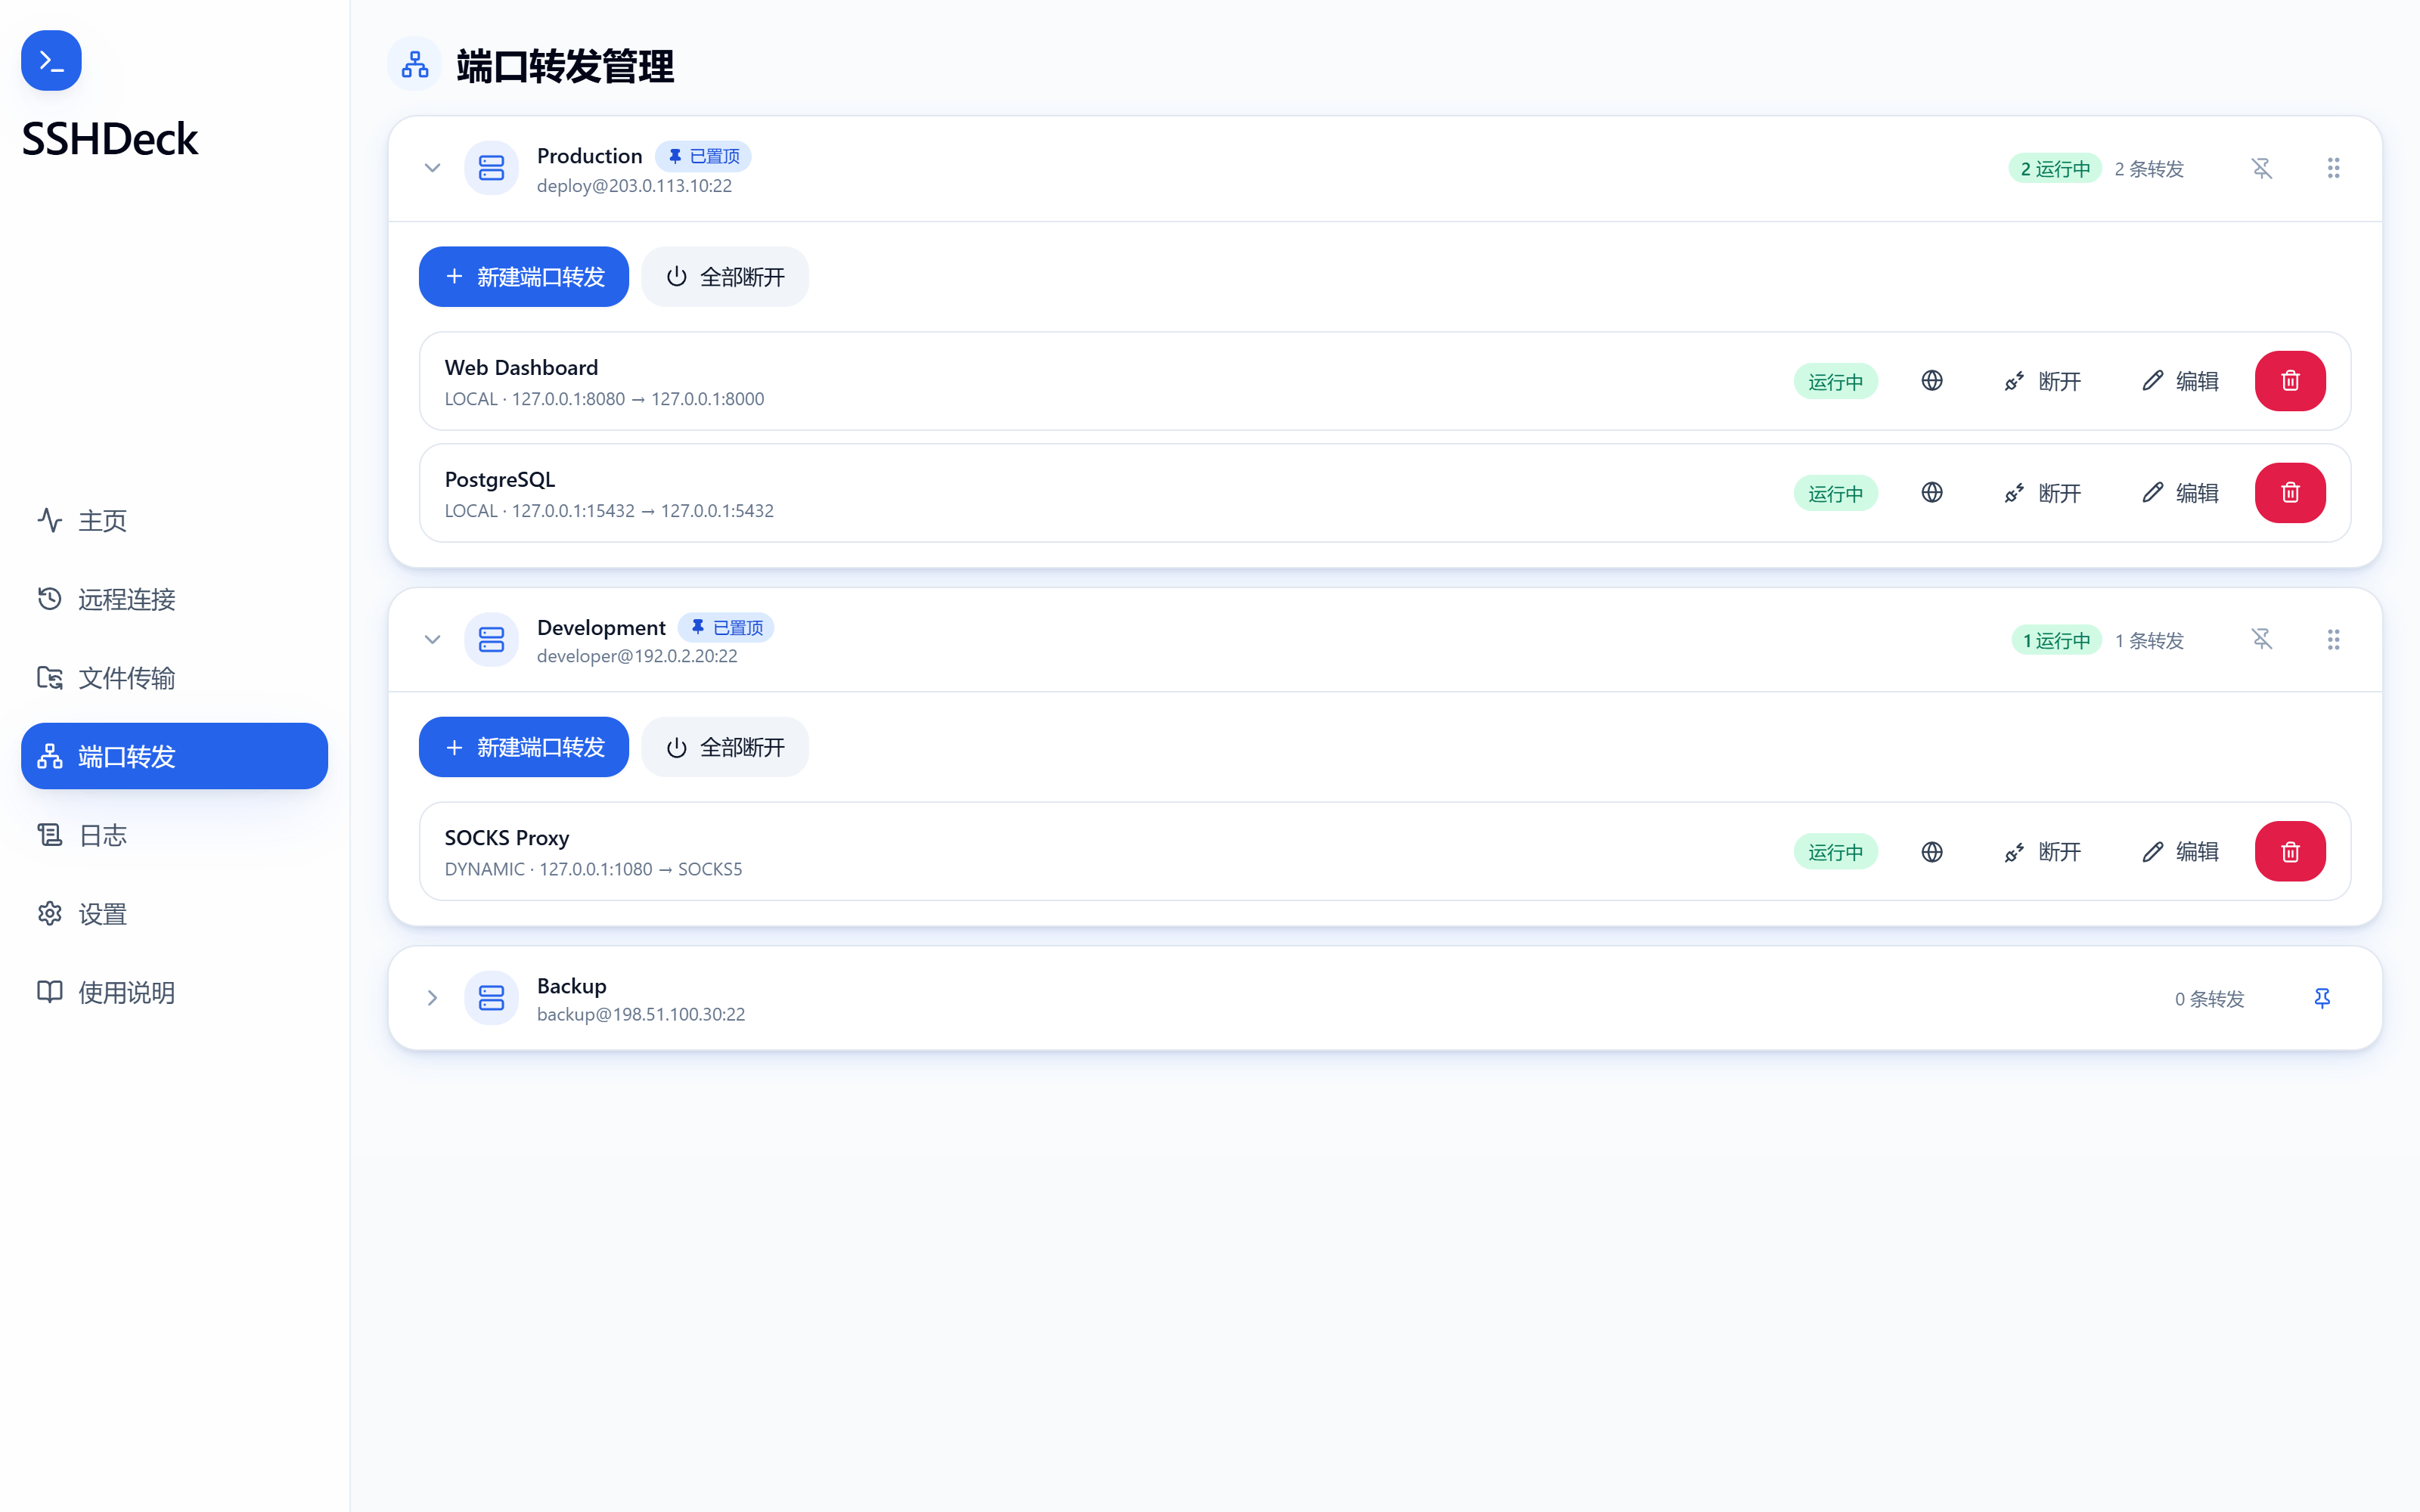 SSHDeck
主页
远程连接
文件传输
端口转发
日志
设置
使用说明
端口转发管理
Production 已置顶
deploy@203.0.113.10:22
2 运行中 2 条转发
新建端口转发 全部断开
Web Dashboard
LOCAL · 127.0.0.1:8080 → 127.0.0.1:8000
运行中 断开 编辑
PostgreSQL
LOCAL · 127.0.0.1:15432 → 127.0.0.1:5432
运行中 断开 编辑
Development 已置顶
developer@192.0.2.20:22
1 运行中 1 条转发
新建端口转发 全部断开
SOCKS Proxy
DYNAMIC · 127.0.0.1:1080 → SOCKS5
运行中 断开 编辑
Backup
backup@198.51.100.30:22
0 条转发